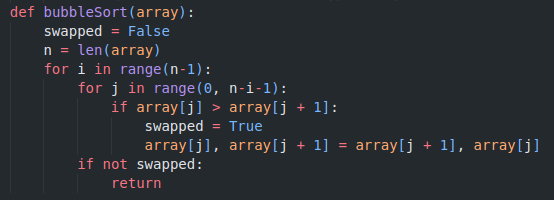 def bubbleSort(array):
    swapped = False
    n = len(array)
    for i in range(n-1):
        for j in range(0, n-i-1):
            if array[j] > array[j + 1]:
                swapped = True
                array[j], array[j + 1] = array[j + 1], array[j]
        if not swapped:
            return